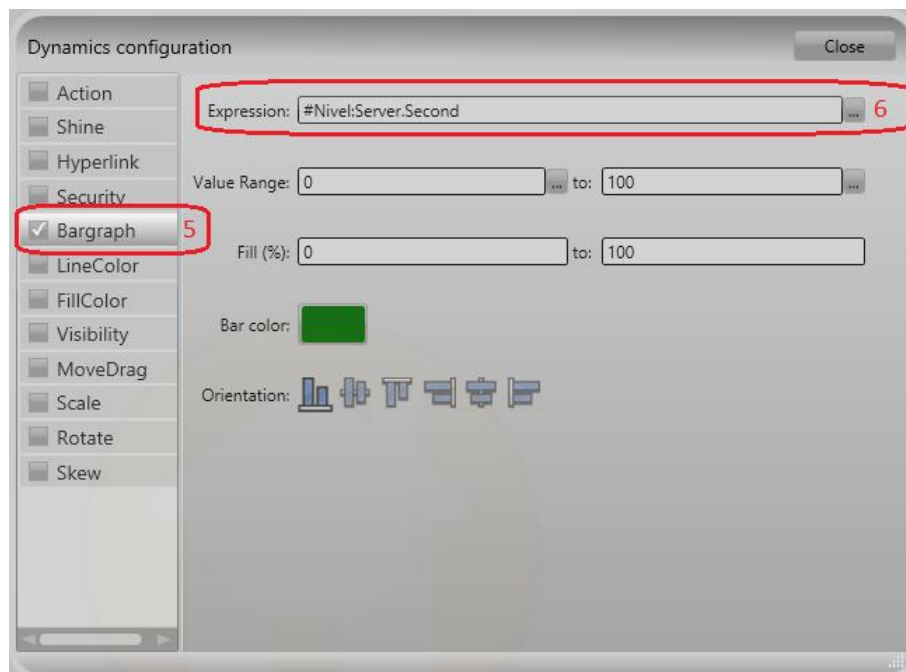 Dynamics configuration
Close
Action
Shine
Hyperlink
Security
Bargraph
5
LineColor
FillColor
Visibility
MoveDrag
Scale
Rotate
Skew
Expression: #Nivel:Server.Second ... 6
Value Range: 0 ... to: 100 ...
Fill (%): 0 to: 100
Bar color:
Orientation: